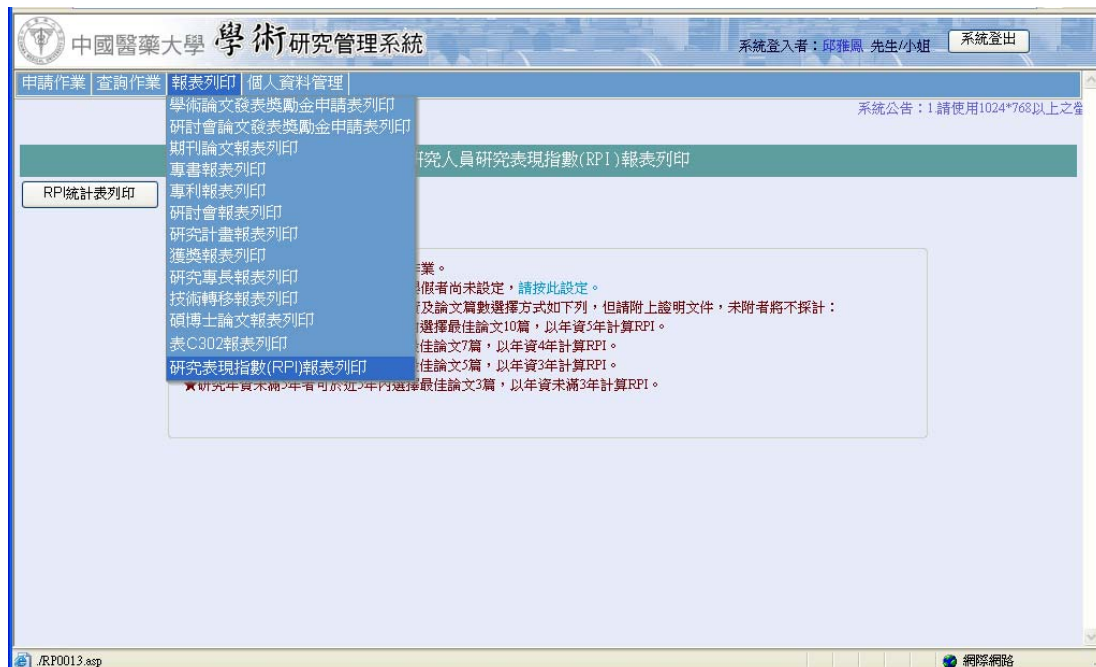 中國醫藥大學 學術研究管理系統
系統登入者：邱雅鳳 先生/小姐
系統登出
申請作業 查詢作業 報表列印 個人資料管理
系統公告：1.請使用1024*768以上之
學術論文發表獎勵金申請表列印
研討會論文發表獎勵金申請表列印
期刊論文報表列印
專書報表列印
專利報表列印
研討會報表列印
研究計畫報表列印
獲獎報表列印
研究專長報表列印
技術轉移報表列印
碩博士論文報表列印
表C302報表列印
研究表現指數(RPI)報表列印
究人員研究表現指數(RPI)報表列印
RPI統計表列印
業。
假者尚未設定，請按此設定。
及論文篇數選擇方式如下列，但請附上證明文件，未附者將不採計：
選擇最佳論文10篇，以年資5年計算RPI。
佳論文7篇，以年資4年計算RPI。
佳論文5篇，以年資3年計算RPI。
★研究年資未滿3年者可於近3年內選擇最佳論文3篇，以年資未滿3年計算RPI。
./RP0013.asp
網際網路